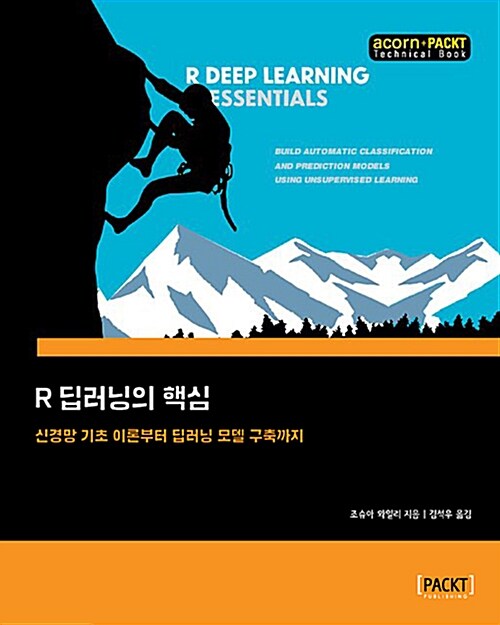 acorn+PACKT
Technical Book
R DEEP LEARNING
ESSENTIALS
BUILD AUTOMATIC CLASSIFICATION
AND PREDICTION MODELS
USING UNSUPERVISED LEARNING
R 딥러닝의 핵심
신경망 기초 이론부터 딥러닝 모델 구축까지
조슈아 와일리 지음 | 김석우 옮김
[PACKT]
PUBLISHING